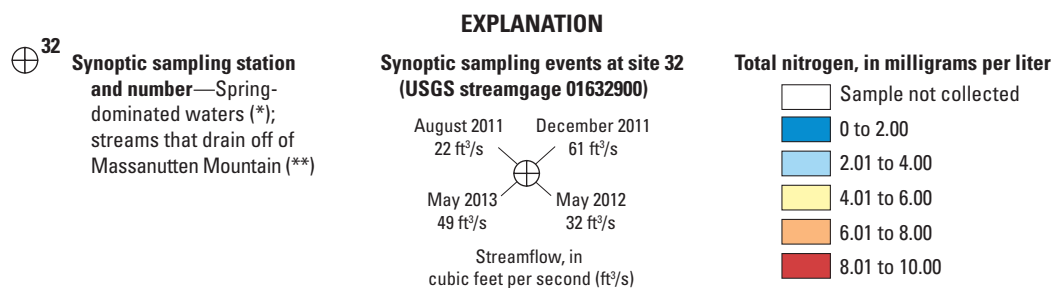 EXPLANATION
32
Synoptic sampling station
and number—Spring-
dominated waters (*);
streams that drain off of
Massanutten Mountain (**)
Synoptic sampling events at site 32
(USGS streamgage 01632900)
August 2011
22 ft³/s
December 2011
61 ft³/s
May 2013
49 ft³/s
May 2012
32 ft³/s
Streamflow, in
cubic feet per second (ft³/s)
Total nitrogen, in milligrams per liter
Sample not collected
0 to 2.00
2.01 to 4.00
4.01 to 6.00
6.01 to 8.00
8.01 to 10.00